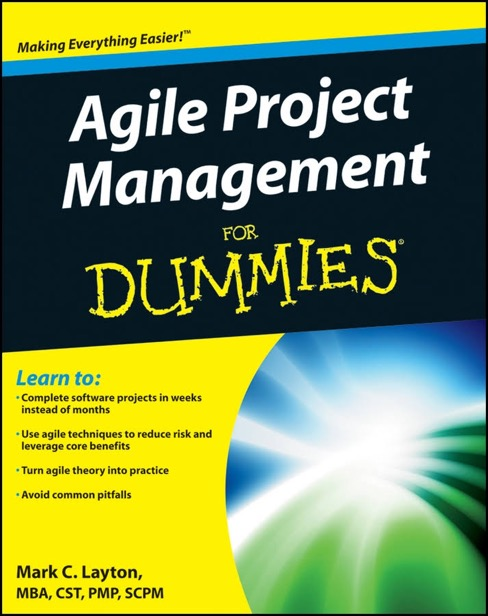 Making Everything Easier!™
Agile Project
Management
FOR
DUMMIES®
Learn to:
• Complete software projects in weeks
instead of months
• Use agile techniques to reduce risk and
leverage core benefits
• Turn agile theory into practice
• Avoid common pitfalls
Mark C. Layton,
MBA, CST, PMP, SCPM